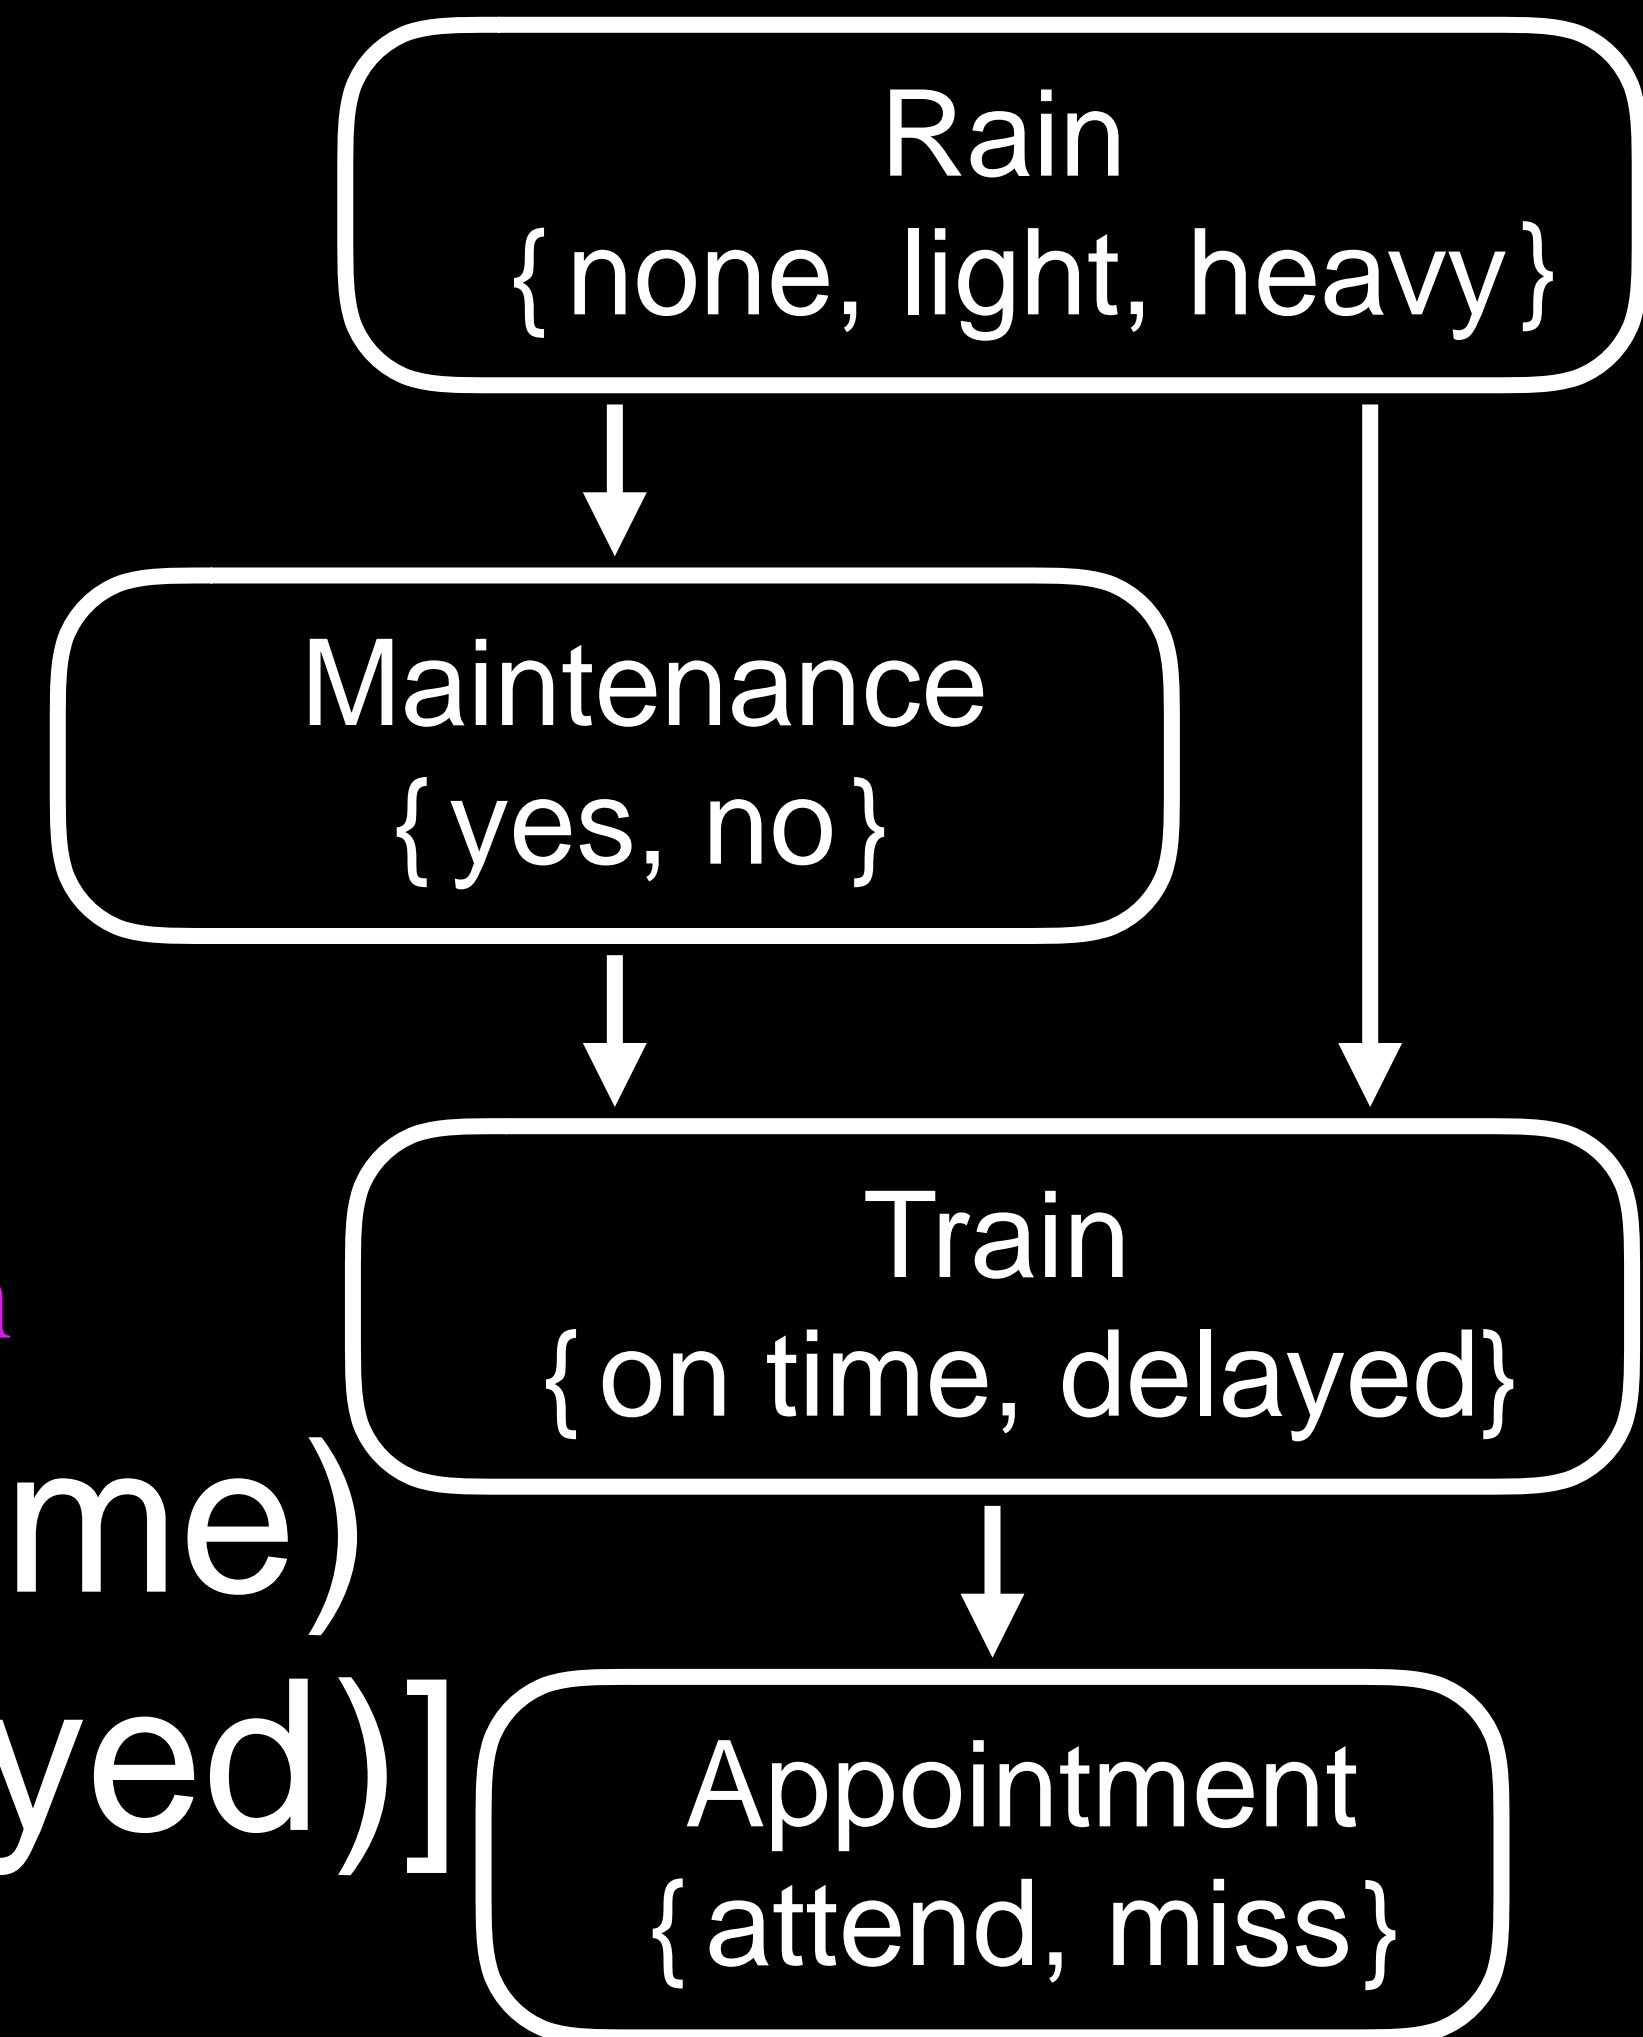 Rain
{none, light, heavy}
Maintenance
{yes, no}
Train
{on time, delayed}
me)
yed)]
Appointment
{attend, miss}